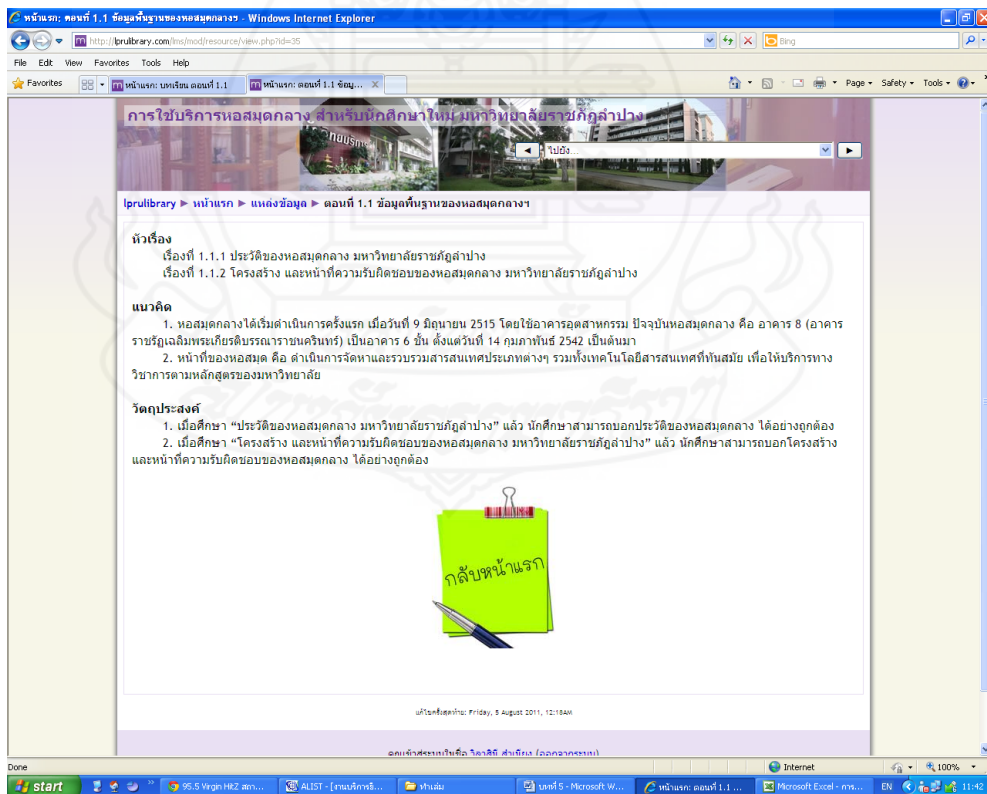 หน้าแรก: ตอนที่ 1.1 ข้อมูลพื้นฐานของหอสมุดกลางฯ - Windows Internet Explorer
http://lprulibrary.com/lms/mod/resource/view.php?id=35
Bing
File Edit View Favorites Tools Help
Favorites
หน้าแรก: บทเรียน ตอนที่ 1.1
หน้าแรก: ตอนที่ 1.1 ข้อมู...
Page Safety Tools
การใช้บริการหอสมุดกลาง สำหรับนักศึกษาใหม่ มหาวิทยาลัยราชภัฏลำปาง
ไปยัง...
lprulibrary ► หน้าแรก ► แหล่งข้อมูล ► ตอนที่ 1.1 ข้อมูลพื้นฐานของหอสมุดกลางฯ
หัวเรื่อง
เรื่องที่ 1.1.1 ประวัติของหอสมุดกลาง มหาวิทยาลัยราชภัฏลำปาง
เรื่องที่ 1.1.2 โครงสร้าง และหน้าที่ความรับผิดชอบของหอสมุดกลาง มหาวิทยาลัยราชภัฏลำปาง
แนวคิด
1. หอสมุดกลางได้เริ่มดำเนินการครั้งแรก เมื่อวันที่ 9 มิถุนายน 2515 โดยใช้อาคารอุตสาหกรรม ปัจจุบันหอสมุดกลาง คือ อาคาร 8 (อาคาร
ราชรัฏเฉลิมพระเกียรติบรรณาราชนครินทร์) เป็นอาคาร 6 ชั้น ตั้งแต่วันที่ 14 กุมภาพันธ์ 2542 เป็นต้นมา
2. หน้าที่ของหอสมุด คือ ดำเนินการจัดหาและรวบรวมสารสนเทศประเภทต่างๆ รวมทั้งเทคโนโลยีสารสนเทศที่ทันสมัย เพื่อให้บริการทาง
วิชาการตามหลักสูตรของมหาวิทยาลัย
วัตถุประสงค์
1. เมื่อศึกษา “ประวัติของหอสมุดกลาง มหาวิทยาลัยราชภัฏลำปาง” แล้ว นักศึกษาสามารถบอกประวัติของหอสมุดกลาง ได้อย่างถูกต้อง
2. เมื่อศึกษา “โครงสร้าง และหน้าที่ความรับผิดชอบของหอสมุดกลาง มหาวิทยาลัยราชภัฏลำปาง” แล้ว นักศึกษาสามารถบอกโครงสร้าง
และหน้าที่ความรับผิดชอบของหอสมุดกลาง ได้อย่างถูกต้อง
กลับหน้าแรก
แก้ไขครั้งสุดท้าย: Friday, 5 August 2011, 12:18AM
Done
Internet
100%
start
95.5 Virgin HitZ สถา...
ALIST - [งานบริการยื...
ทำเล่ม
บทที่ 5 - Microsoft W...
หน้าแรก: ตอนที่ 1.1 ...
Microsoft Excel - การ...
EN
11:42